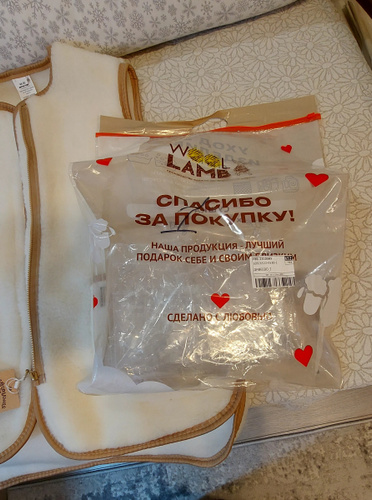 WOOL
LAMB
СПАСИБО
ЗА ПОКУПКУ!
НАША ПРОДУКЦИЯ - ЛУЧШИЙ
ПОДАРОК СЕБЕ И СВОИМ
СДЕЛАНО С ЛЮБОВЬЮ